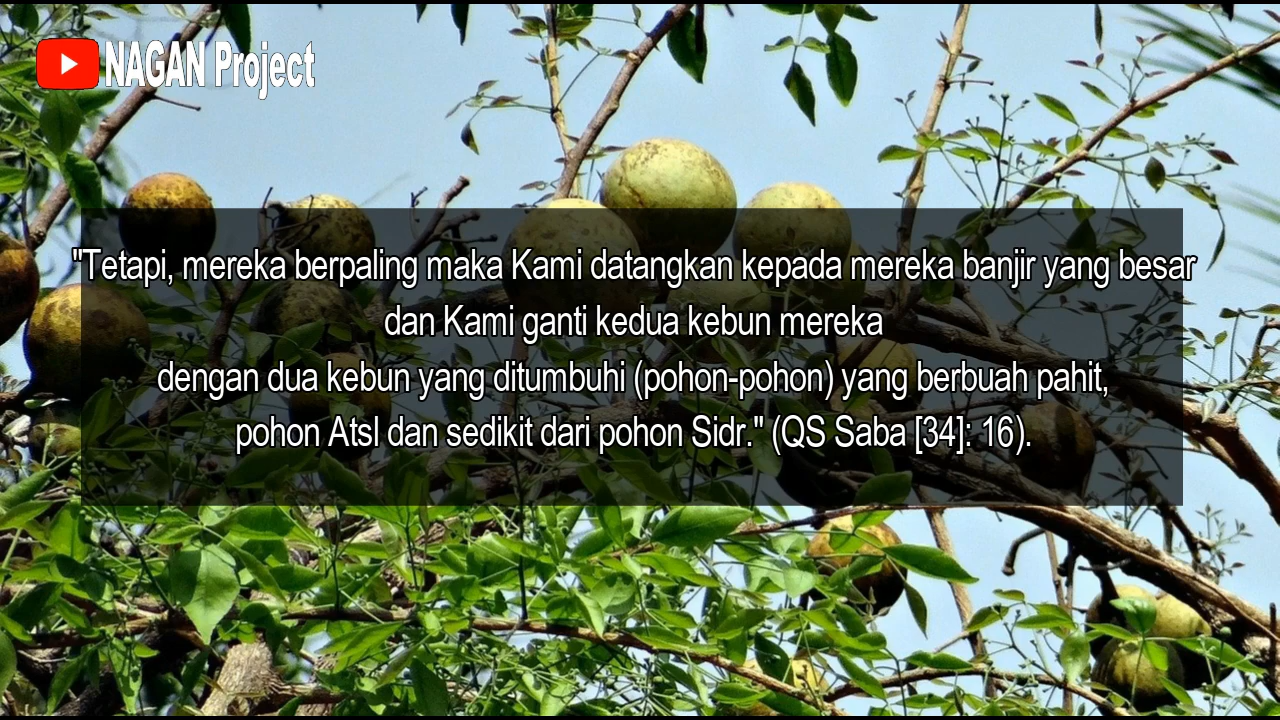 NAGAN Project
"Tetapi, mereka berpaling maka Kami datangkan kepada mereka banjir yang besar
dan Kami ganti kedua kebun mereka
dengan dua kebun yang ditumbuhi (pohon-pohon) yang berbuah pahit,
pohon Atsl dan sedikit dari pohon Sidr." (QS Saba [34]: 16).